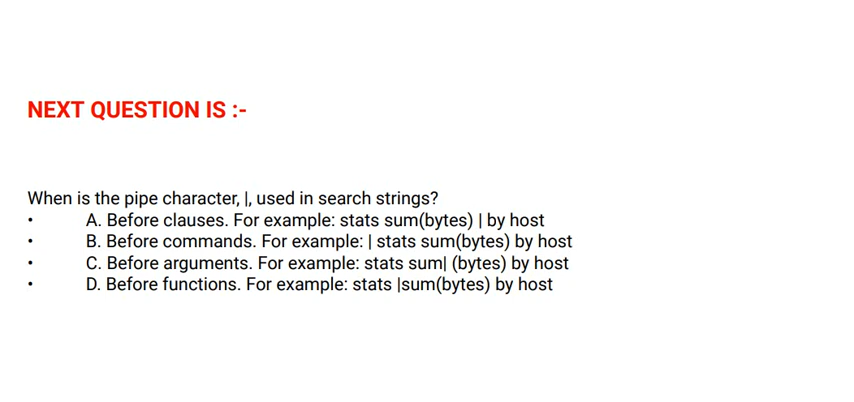 NEXT QUESTION IS :-
When is the pipe character, |, used in search strings?
• A. Before clauses. For example: stats sum(bytes) | by host
• B. Before commands. For example: | stats sum(bytes) by host
• C. Before arguments. For example: stats sum| (bytes) by host
• D. Before functions. For example: stats |sum(bytes) by host